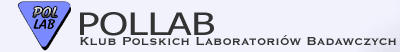 POL
LAB
POLLAB
Klub Polskich Laboratoriów Badawczych